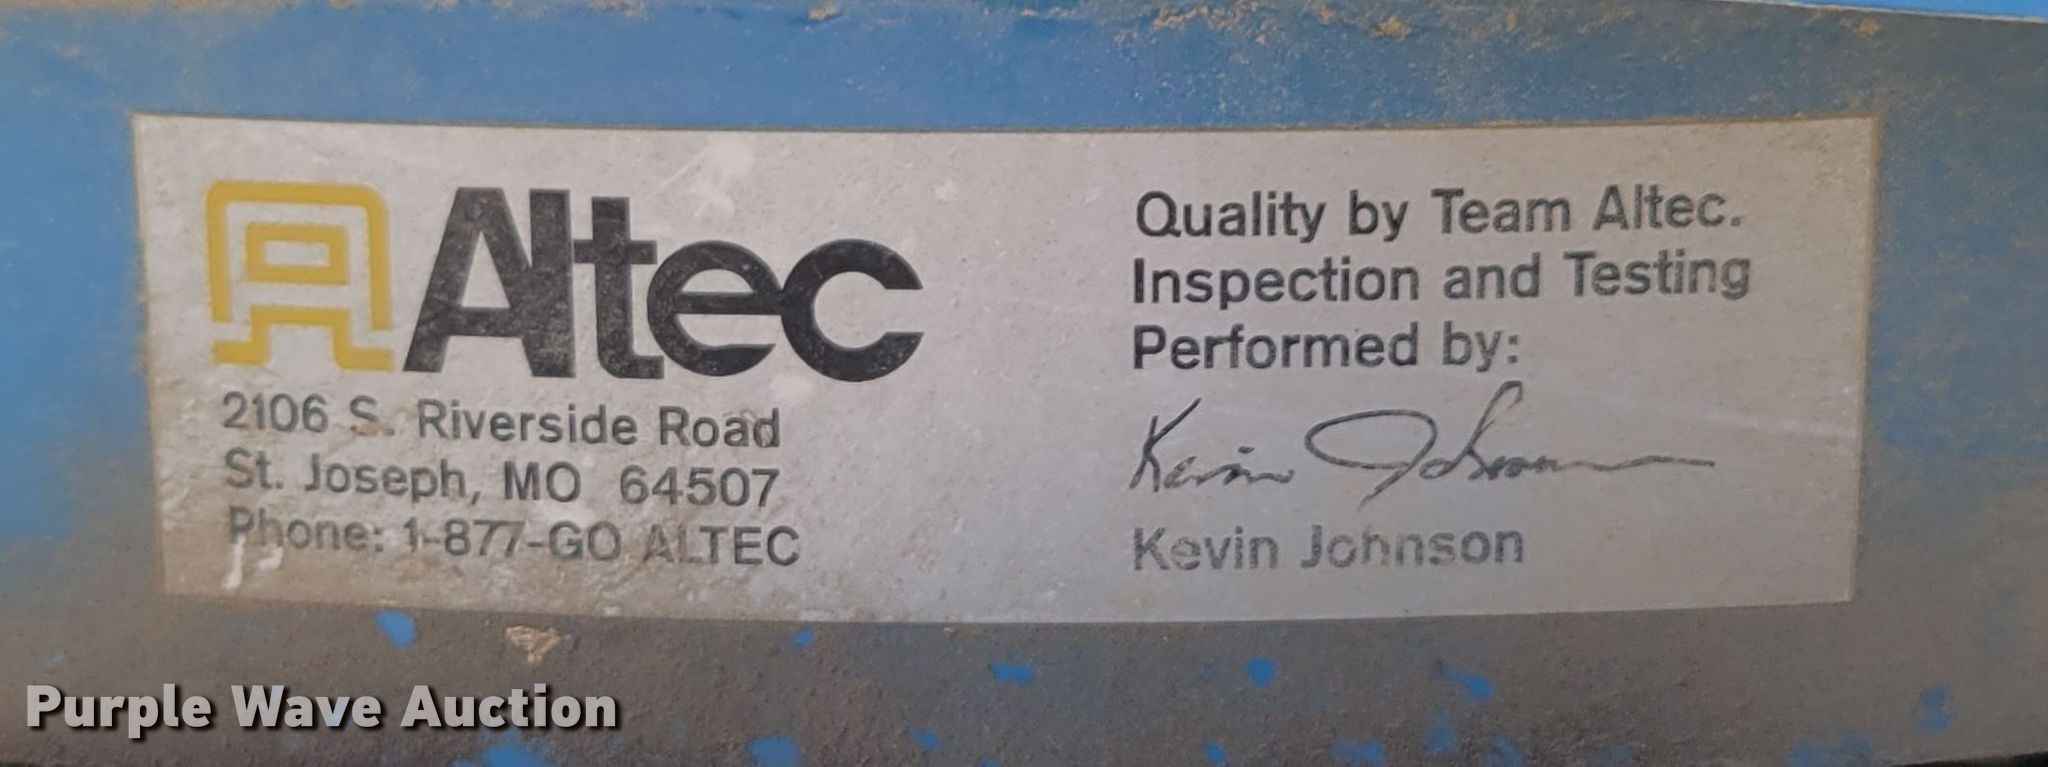 Altec
2106 S. Riverside Road
St. Joseph, MO 64507
Phone: 1-877-GO ALTEC
Quality by Team Altec.
Inspection and Testing
Performed by:
Kevin Johnson
Kevin Johnson
Purple Wave Auction